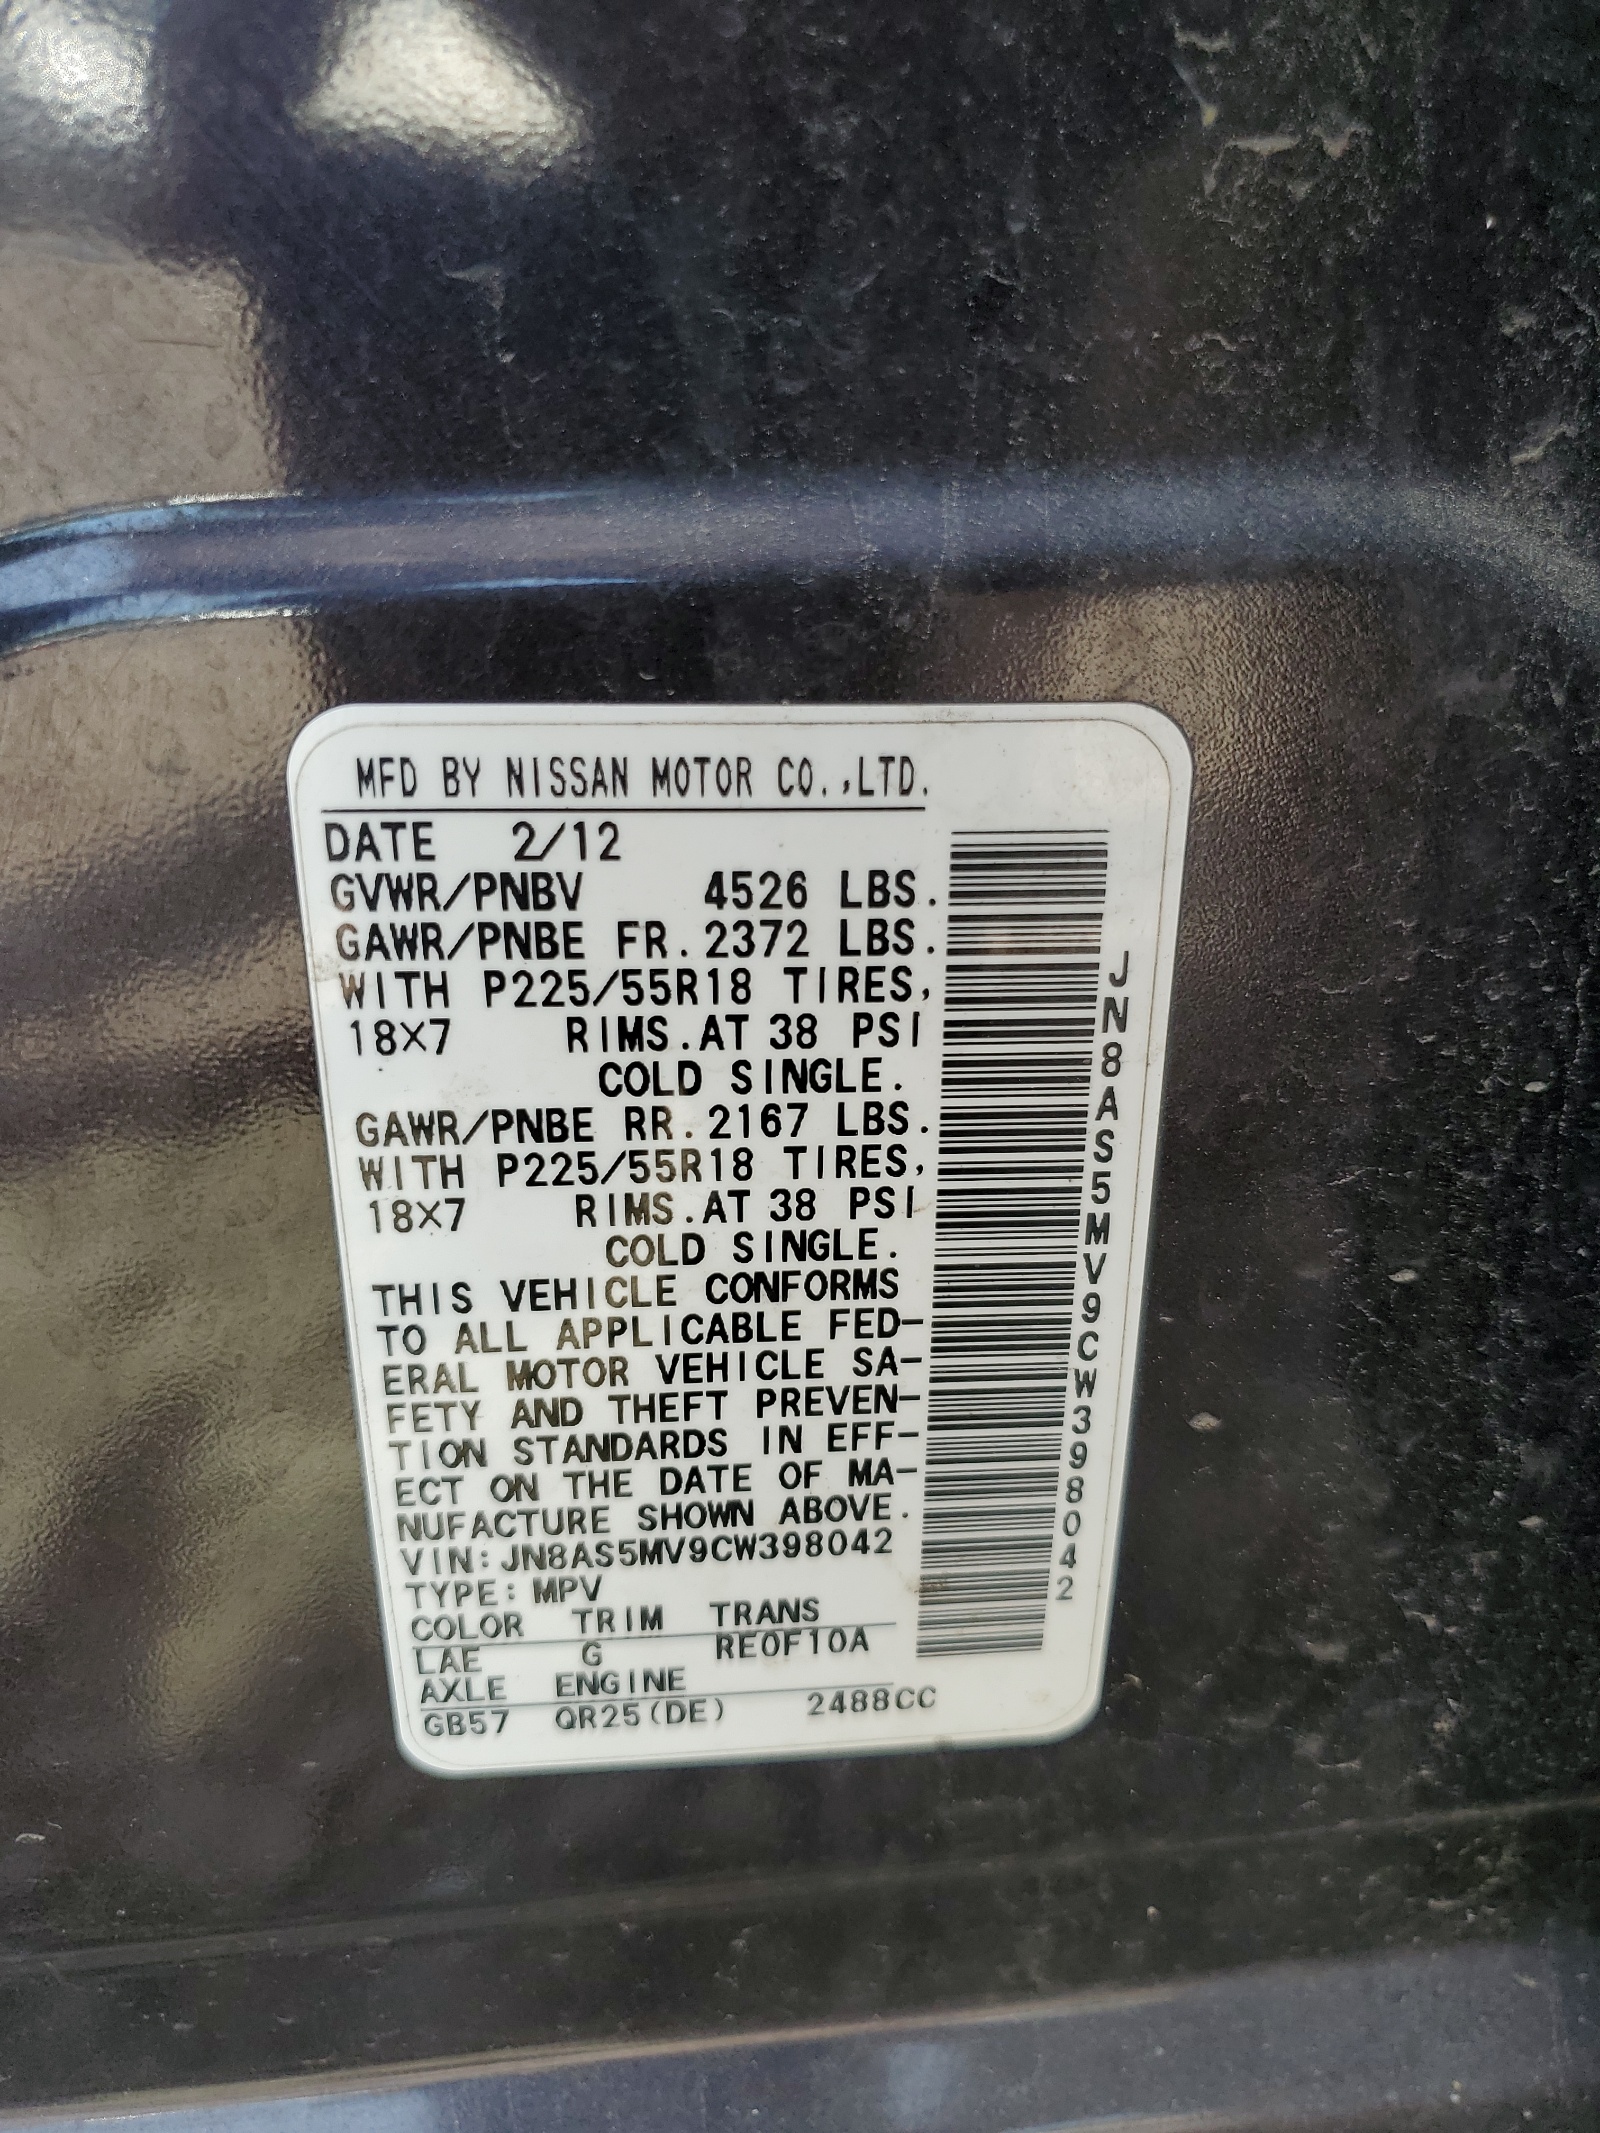 MFD BY NISSAN MOTOR CO.,LTD.
DATE 2/12
GVWR/PNBV 4526 LBS.
GAWR/PNBE FR.2372 LBS.
WITH P225/55R18 TIRES,
18X7 RIMS.AT 38 PSI
COLD SINGLE.
GAWR/PNBE RR.2167 LBS.
WITH P225/55R18 TIRES,
18X7 RIMS.AT 38 PSI
COLD SINGLE.
THIS VEHICLE CONFORMS
TO ALL APPLICABLE FED-
ERAL MOTOR VEHICLE SA-
FETY AND THEFT PREVEN-
TION STANDARDS IN EFF-
ECT ON THE DATE OF MA-
NUFACTURE SHOWN ABOVE.
VIN:JN8AS5MV9CW398042
TYPE:MPV
COLOR TRIM TRANS
LAE G RE0F10A
AXLE ENGINE
GB57 QR25(DE) 2488CC
JN8AS5MV9CW398042